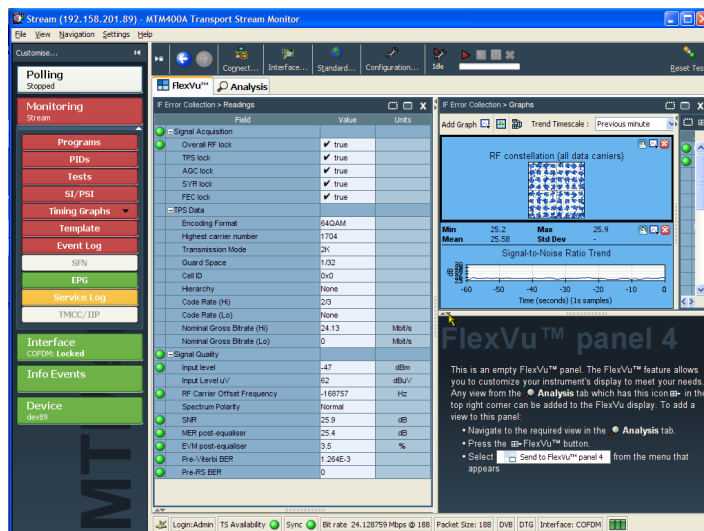 Stream (192.158.201.89) - MTM400A Transport Stream Monitor
File View Navigation Settings Help
Customise...
Polling
Stopped
Monitoring
Stream
Programs
PIDs
Tests
SI/PSI
Timing Graphs
Template
Event Log
SFN
EPG
Service Log
TMCC/IIP
Interface
COFDM: Locked
Info Events
Device
dev89
Connect... Interface... Standard... Configuration... Idle Reset Tes
FlexVu™ Analysis
IF Error Collection > Readings
Field Value Units
Signal Acquisition
Overall RF lock true
TPS lock true
AGC lock true
SYR lock true
FEC lock true
TPS Data
Encoding Format 64QAM
Highest carrier number 1704
Transmission Mode 2K
Guard Space 1/32
Cell ID 0x0
Hierarchy None
Code Rate (Hi) 2/3
Code Rate (Lo) None
Nominal Gross Bitrate (Hi) 24.13 Mbit/s
Nominal Gross Bitrate (Lo) 0 Mbit/s
Signal Quality
Input level -47 dBm
Input Level uV 62 dBuV
RF Carrier Offset Frequency -168757 Hz
Spectrum Polarity Normal
SNR 25.9 dB
MER post-equaliser 25.4 dB
EVM post-equaliser 3.5 %
Pre-Viterbi BER 1.264E-3
Pre-RS BER 0
IF Error Collection > Graphs
Add Graph Trend Timescale : Previous minute
RF constellation (all data carriers)
Min 25.2 Max 25.9
Mean 25.58 Std Dev -
Signal-to-Noise Ratio Trend
-60 -50 -40 -30 -20 -10 0
Time (seconds) (1s samples)
FlexVu™ panel 4
This is an empty FlexVu™ panel. The FlexVu™ feature allows
you to customize your instrument's display to meet your needs.
Any view from the Analysis tab which has this icon in the
top right corner can be added to the FlexVu display. To add a
view to this panel:
• Navigate to the required view in the Analysis tab.
• Press the FlexVu™ button.
• Select Send to FlexVu™ panel 4 from the menu that
appears
Login:Admin TS Availability Sync Bit rate 24.128759 Mbps @ 188 Packet Size: 188 DVB DTG Interface: COFDM